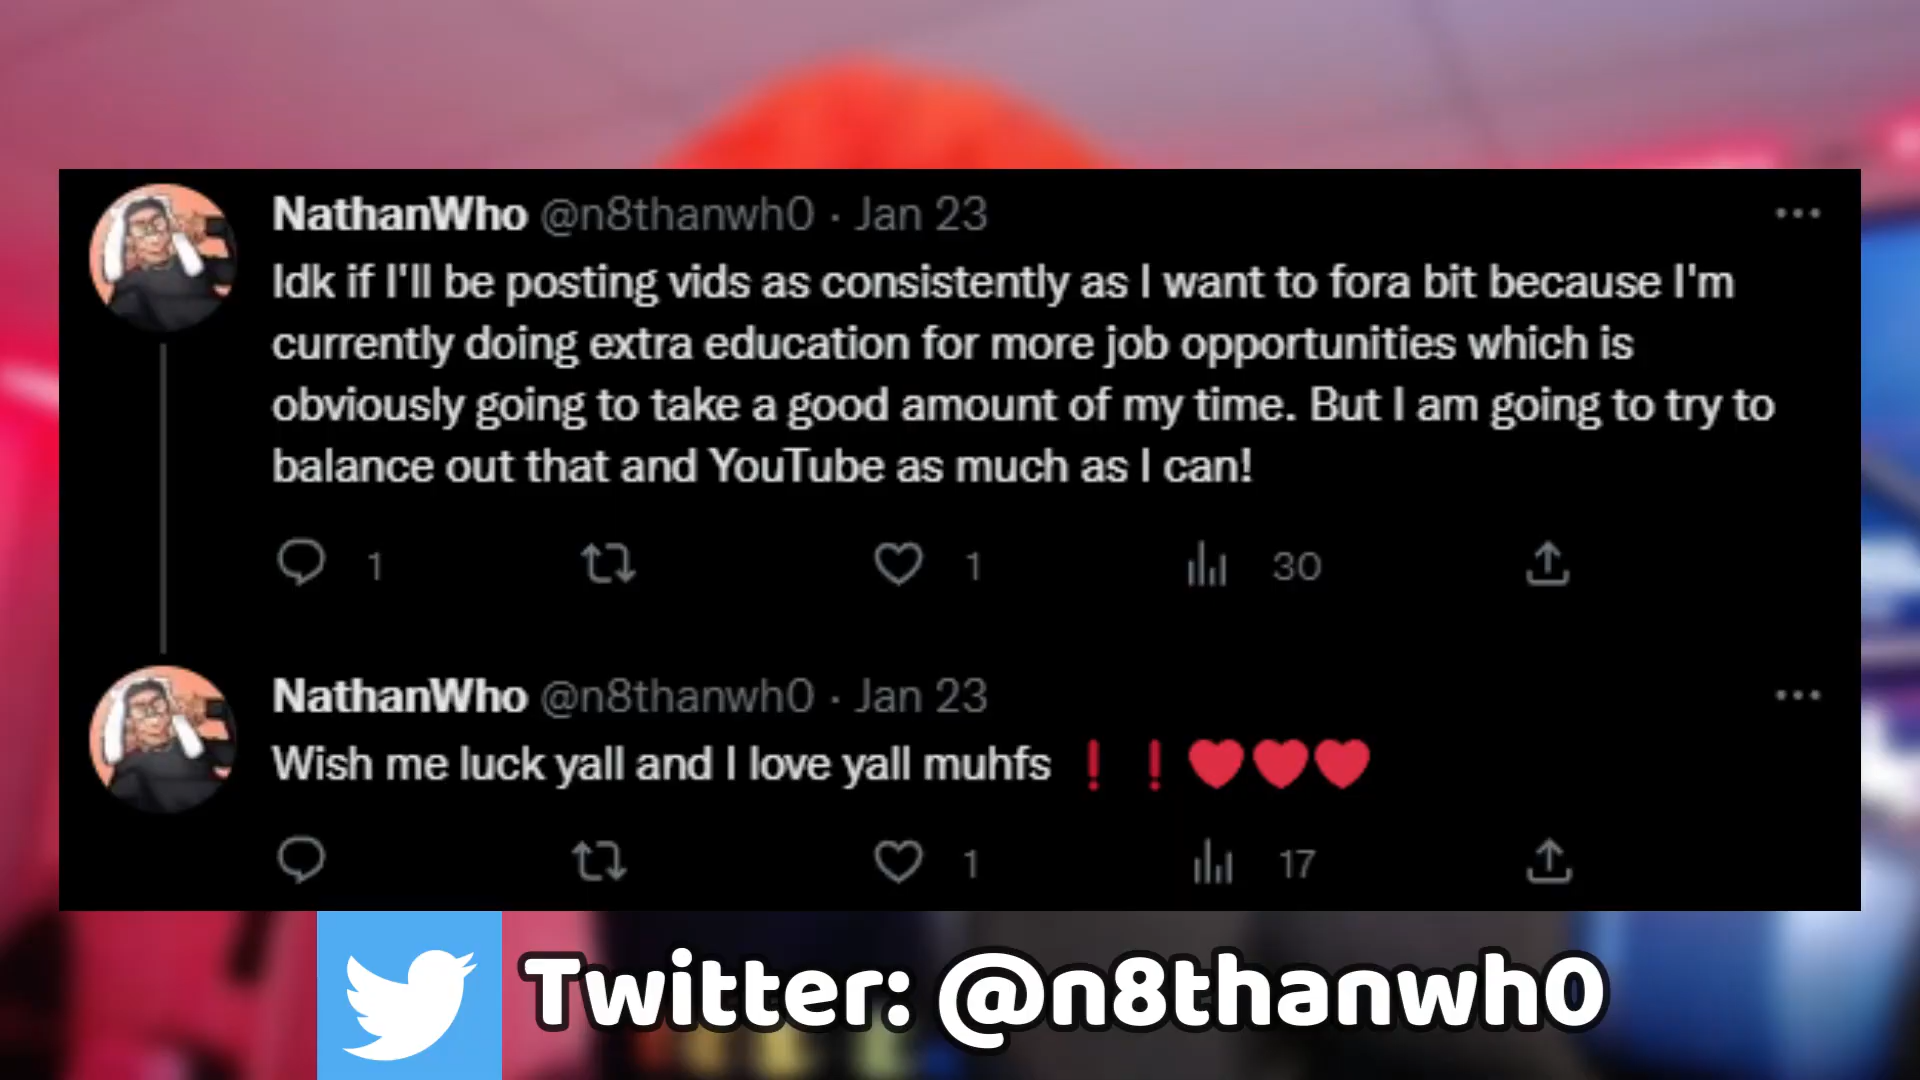 NathanWho @n8thanwh0 · Jan 23
Idk if I'll be posting vids as consistently as I want to fora bit because I'm
currently doing extra education for more job opportunities which is
obviously going to take a good amount of my time. But I am going to try to
balance out that and YouTube as much as I can!
1 1 30
NathanWho @n8thanwh0 · Jan 23
Wish me luck yall and I love yall muhfs ❗❗❤️❤️❤️
1 17
Twitter: @n8thanwh0